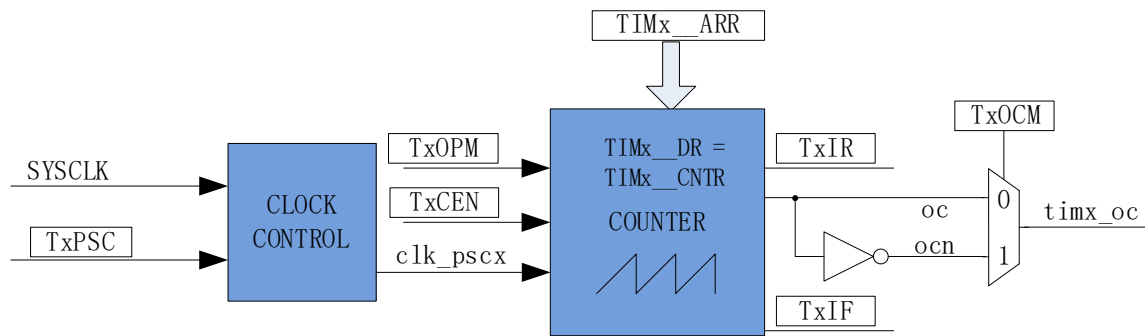 TIMx__ARR
TxOCM
TxOPM
TIMx__DR =
TIMx__CNTR
TxIR
SYSCLK
TxCEN
CLOCK
CONTROL
COUNTER
0
oc
timx_oc
TxPSC
clk_pscx
ocn
1
TxIF